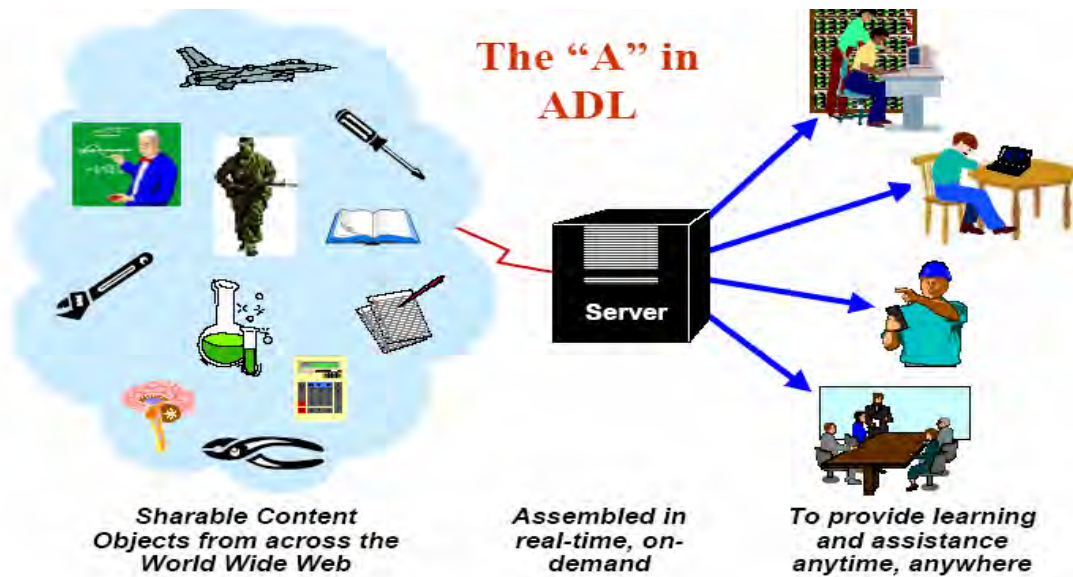 The “A” in
ADL
Server
Sharable Content
Objects from across the
World Wide Web
Assembled in
real-time, on-
demand
To provide learning
and assistance
anytime, anywhere